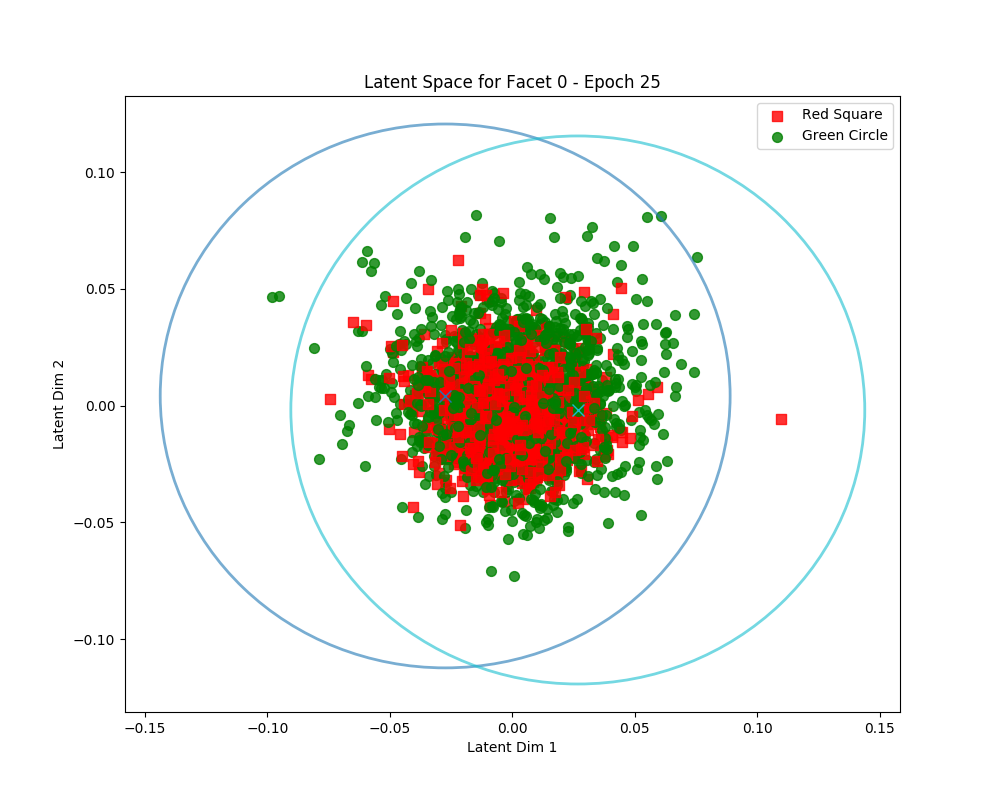 Latent Space for Facet 0 - Epoch 25
Red Square
Green Circle
0.10
0.05
0.00
−0.05
−0.10
Latent Dim 2
−0.15
−0.10
−0.05
0.00
0.05
0.10
0.15
Latent Dim 1